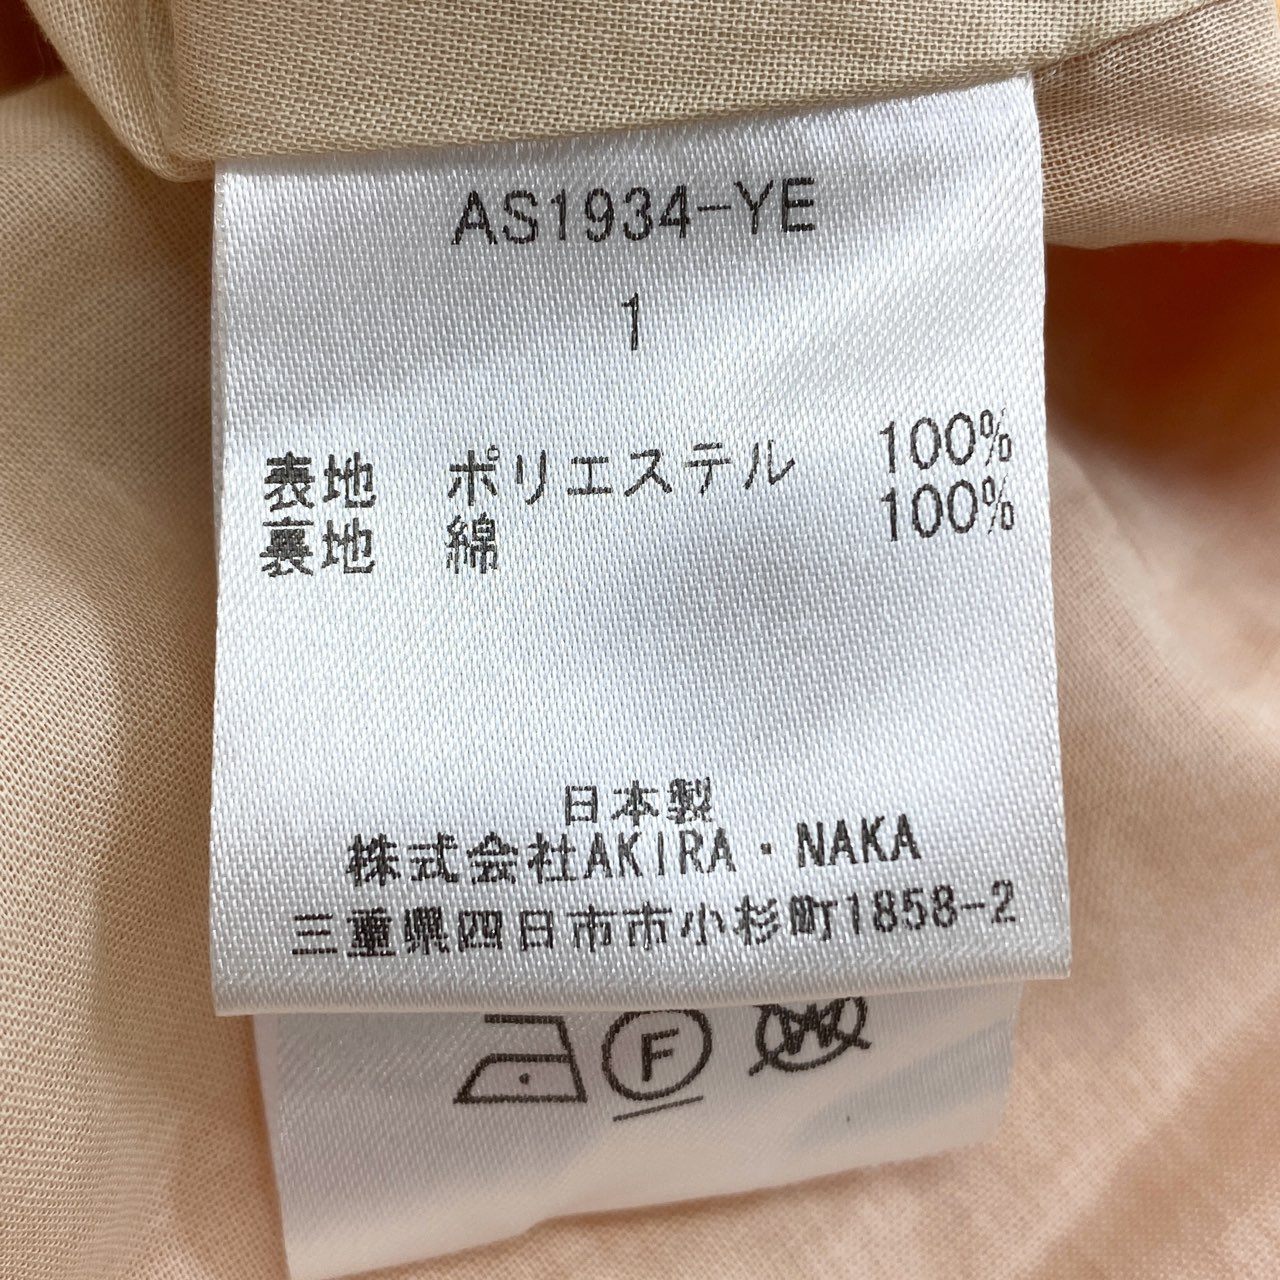 AS1934-YE
1
表地 ポリエステル 100%
裏地 綿 100%
日本製
株式会社AKIRA・NAKA
三重県四日市市小杉町1858-2
F
W